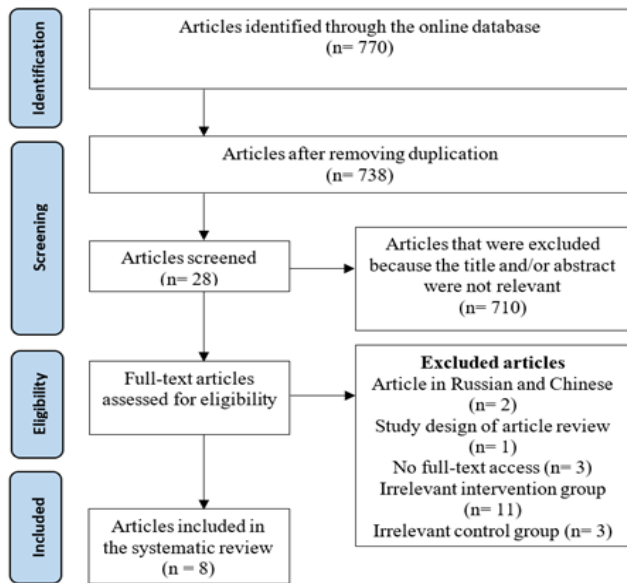 Identification
Articles identified through the online database
(n= 770)
Screening
Articles after removing duplication
(n= 738)
Articles screened
(n= 28)
Articles that were excluded
because the title and/or abstract
were not relevant
(n= 710)
Eligibility
Full-text articles
assessed for eligibility
Excluded articles
Article in Russian and Chinese
(n= 2)
Study design of article review
(n= 1)
No full-text access (n= 3)
Irrelevant intervention group
(n= 11)
Irrelevant control group (n= 3)
Included
Articles included in
the systematic review
(n = 8)